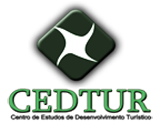 CEDTUR
Centro de Estudos de Desenvolvimento Turístico